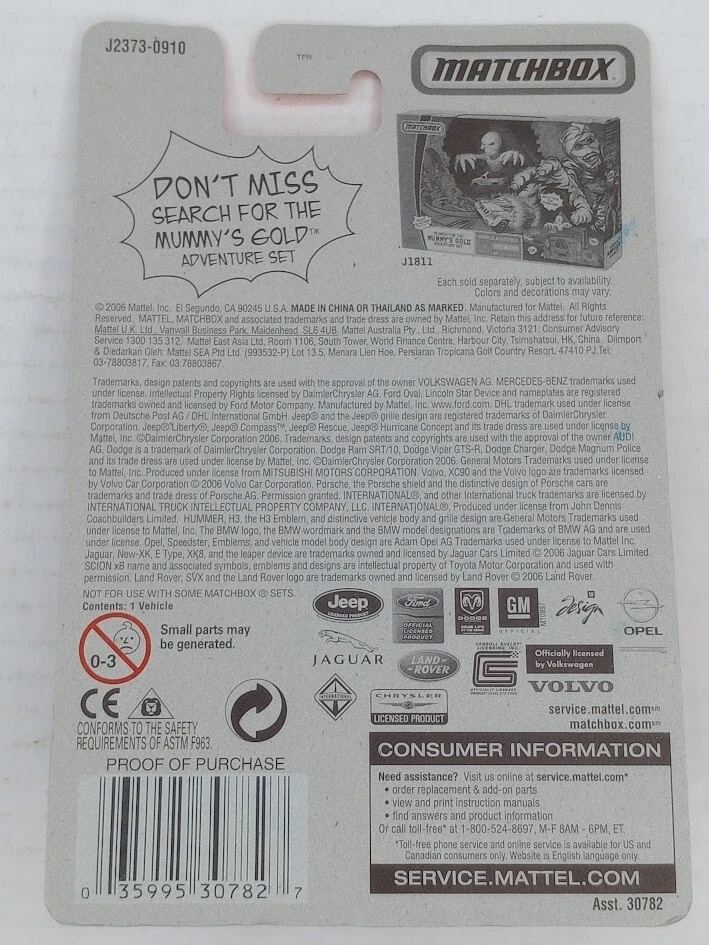 J2373-0910
TPN
MATCHBOX
DON'T MISS
SEARCH FOR THE
MUMMY'S GOLD™
ADVENTURE SET
MATCHBOX
SEARCH FOR THE
MUMMY'S GOLD
ADVENTURE SET
J1811
Each sold separately, subject to availability.
Colors and decorations may vary.
© 2006 Mattel, Inc. El Segundo, CA 90245 U.S.A. MADE IN CHINA OR THAILAND AS MARKED. Manufactured for Mattel. All Rights
Reserved. MATTEL, MATCHBOX and associated trademarks and trade dress are owned by Mattel, Inc. Retain this address for future reference:
Mattel U.K. Ltd., Vanwall Business Park, Maidenhead SL6 4UB. Mattel Australia Pty., Ltd., Richmond, Victoria 3121. Consumer Advisory
Service 1300 135 312. Mattel East Asia Ltd, Room 1106, South Tower, World Finance Centre, Harbour City, Tsimshatsui, HK, China. Diimport
& Diedarkan Oleh: Mattel SEA Ptd Ltd. (993532-P) Lot 13.5, Menara Lien Hoe, Persiaran Tropicana Golf Country Resort, 47410 PJ.Tel:
03-78803817, Fax: 03:78803867.
Trademarks, design patents and copyrights are used with the approval of the owner VOLKSWAGEN AG. MERCEDES-BENZ trademarks used
under license. Intellectual Property Rights licensed by DaimlerChrysler AG. Ford Oval, Lincoln Star Device and nameplates are registered
trademarks owned and licensed by Ford Motor Company. Manufactured by Mattel, Inc. www.ford.com. DHL trademark used under license
from Deutsche Post AG / DHL International GmbH. Jeep® and the Jeep® grille design are registered trademarks of DaimlerChrysler
Corporation. Jeep® Liberty®, Jeep® Compass™, Jeep® Rescue, Jeep® Hurricane Concept and its trade dress are used under license by
Mattel, Inc. ©DaimlerChrysler Corporation 2006. Trademarks, design patents and copyrights are used with the approval of the owner AUDI
AG. Dodge is a trademark of DaimlerChrysler Corporation. Dodge Ram SRT/10, Dodge Viper GTS-R, Dodge Charger, Dodge Magnum Police
and its trade dress are used under license by Mattel, Inc. ©DaimlerChrysler Corporation 2006. General Motors Trademarks used under license
to Mattel, Inc. Produced under license from MITSUBISHI MOTORS CORPORATION. Volvo, XC90 and the Volvo logo are trademarks licensed
by Volvo Car Corporation © 2006 Volvo Car Corporation. Porsche, the Porsche shield and the distinctive design of Porsche cars are
trademarks and trade dress of Porsche AG. Permission granted. INTERNATIONAL®, and other International truck trademarks are licensed by
INTERNATIONAL TRUCK INTELLECTUAL PROPERTY COMPANY, LLC. INTERNATIONAL®, Produced under license from John Dennis
Coachbuilders Limited. HUMMER, H3, the H3 Emblem, and distinctive vehicle body and grille design are General Motors Trademarks used
under license to Mattel, Inc. The BMW logo, the BMW-wordmark and the BMW model designations are Trademarks of BMW AG and are used
under license. Opel, Speedster, Emblems, and vehicle model body design are Adam Opel AG Trademarks used under license to Mattel Inc.
Jaguar, New-XK, E Type, XK8, and the leaper device are trademarks owned and licensed by Jaguar Cars Limited © 2006 Jaguar Cars Limited.
SCION xB name and associated symbols, emblems and designs are intellectual property of Toyota Motor Corporation and used with
permission. Land Rover, SVX and the Land Rover logo are trademarks owned and licensed by Land Rover © 2006 Land Rover.
NOT FOR USE WITH SOME MATCHBOX ® SETS.
Contents: 1 Vehicle
0-3
Small parts may
be generated.
Jeep
LICENSED PRODUCT
Ford
OFFICIAL
LICENSED
PRODUCT
DODGE
GRAB LIFE
BY THE HORNS
GM
OFFICIAL
design
OPEL
JAGUAR
LAND-
-ROVER
CARROLL SHELBY
LICENSING, INC.
OFFICIALLY LICENSED
Officially licensed
by Volkswagen
VOLVO
INTERNATIONAL
CHRYSLER
LICENSED PRODUCT
service.mattel.com℠
matchbox.com℠
CE
CONFORMS TO THE SAFETY
REQUIREMENTS OF ASTM F963.
PROOF OF PURCHASE
0 35995 30782 7
CONSUMER INFORMATION
Need assistance? Visit us online at service.mattel.com*
• order replacement & add-on parts
• view and print instruction manuals
• find answers and product information
Or call toll-free* at 1-800-524-8697, M-F 8AM - 6PM, ET.
*Toll-free phone service and online service is available for US and
Canadian consumers only. Website is English language only.
SERVICE.MATTEL.COM
Asst. 30782